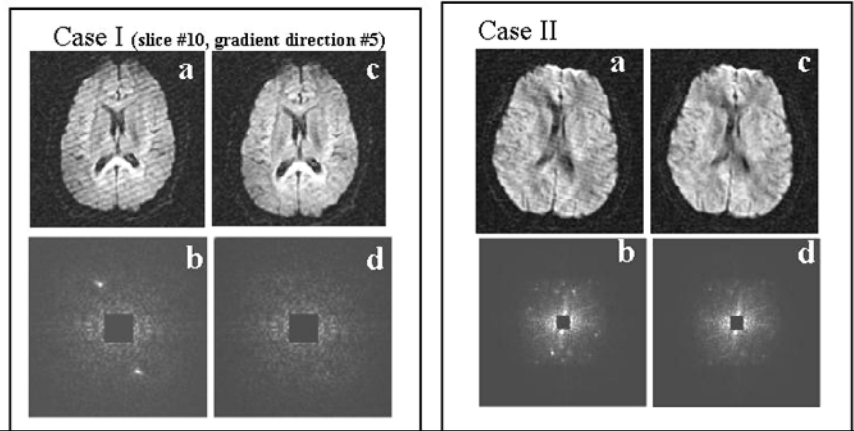 Case I (slice #10, gradient direction #5)
a
c
b
d
Case II
a
c
b
d